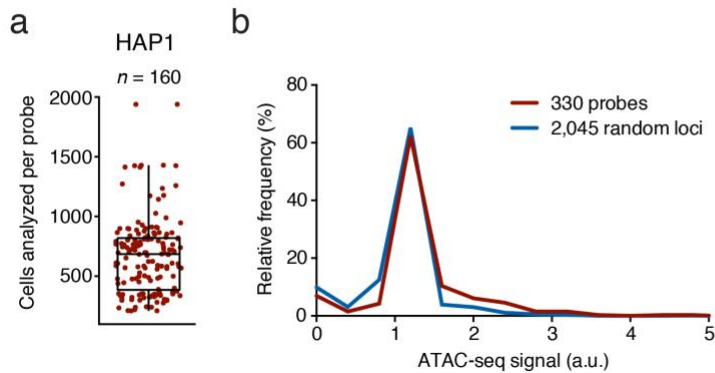 a
HAP1
n = 160
Cells analyzed per probe
2000
1500
1000
500
b
Relative frequency (%)
80
60
40
20
0
330 probes
2,045 random loci
0 1 2 3 4 5
ATAC-seq signal (a.u.)